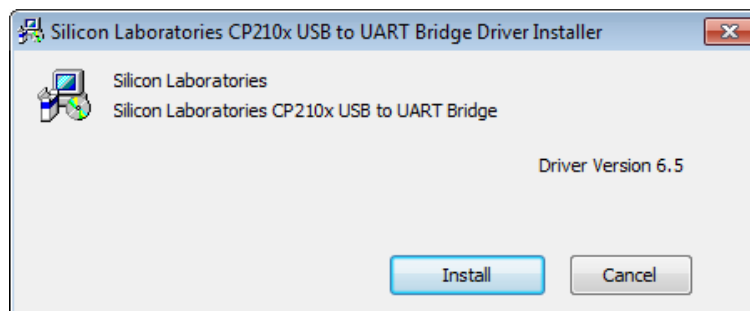 Silicon Laboratories CP210x USB to UART Bridge Driver Installer
Silicon Laboratories
Silicon Laboratories CP210x USB to UART Bridge
Driver Version 6.5
Install
Cancel